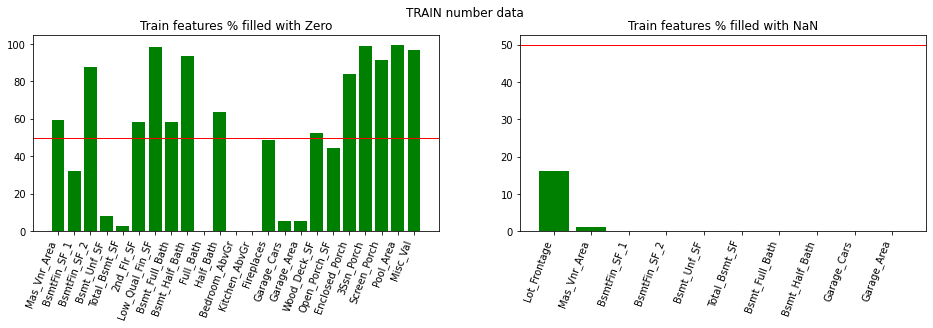 TRAIN number data
Train features % filled with Zero
100
80
60
40
20
0
Mas_Vnr_Area
BsmtFin_SF_1
BsmtFin_SF_2
Bsmt_Unf_SF
Total_Bsmt_SF
2nd_Flr_SF
Low_Qual_Fin_SF
Bsmt_Full_Bath
Bsmt_Half_Bath
Full_Bath
Half_Bath
Bedroom_AbvGr
Kitchen_AbvGr
Fireplaces
Garage_Cars
Garage_Area
Wood_Deck_SF
Open_Porch_SF
Enclosed_Porch
3Ssn_Porch
Screen_Porch
Pool_Area
Misc_Val
Train features % filled with NaN
50
40
30
20
10
0
Lot_Frontage
Mas_Vnr_Area
BsmtFin_SF_1
BsmtFin_SF_2
Bsmt_Unf_SF
Total_Bsmt_SF
Bsmt_Full_Bath
Bsmt_Half_Bath
Garage_Cars
Garage_Area